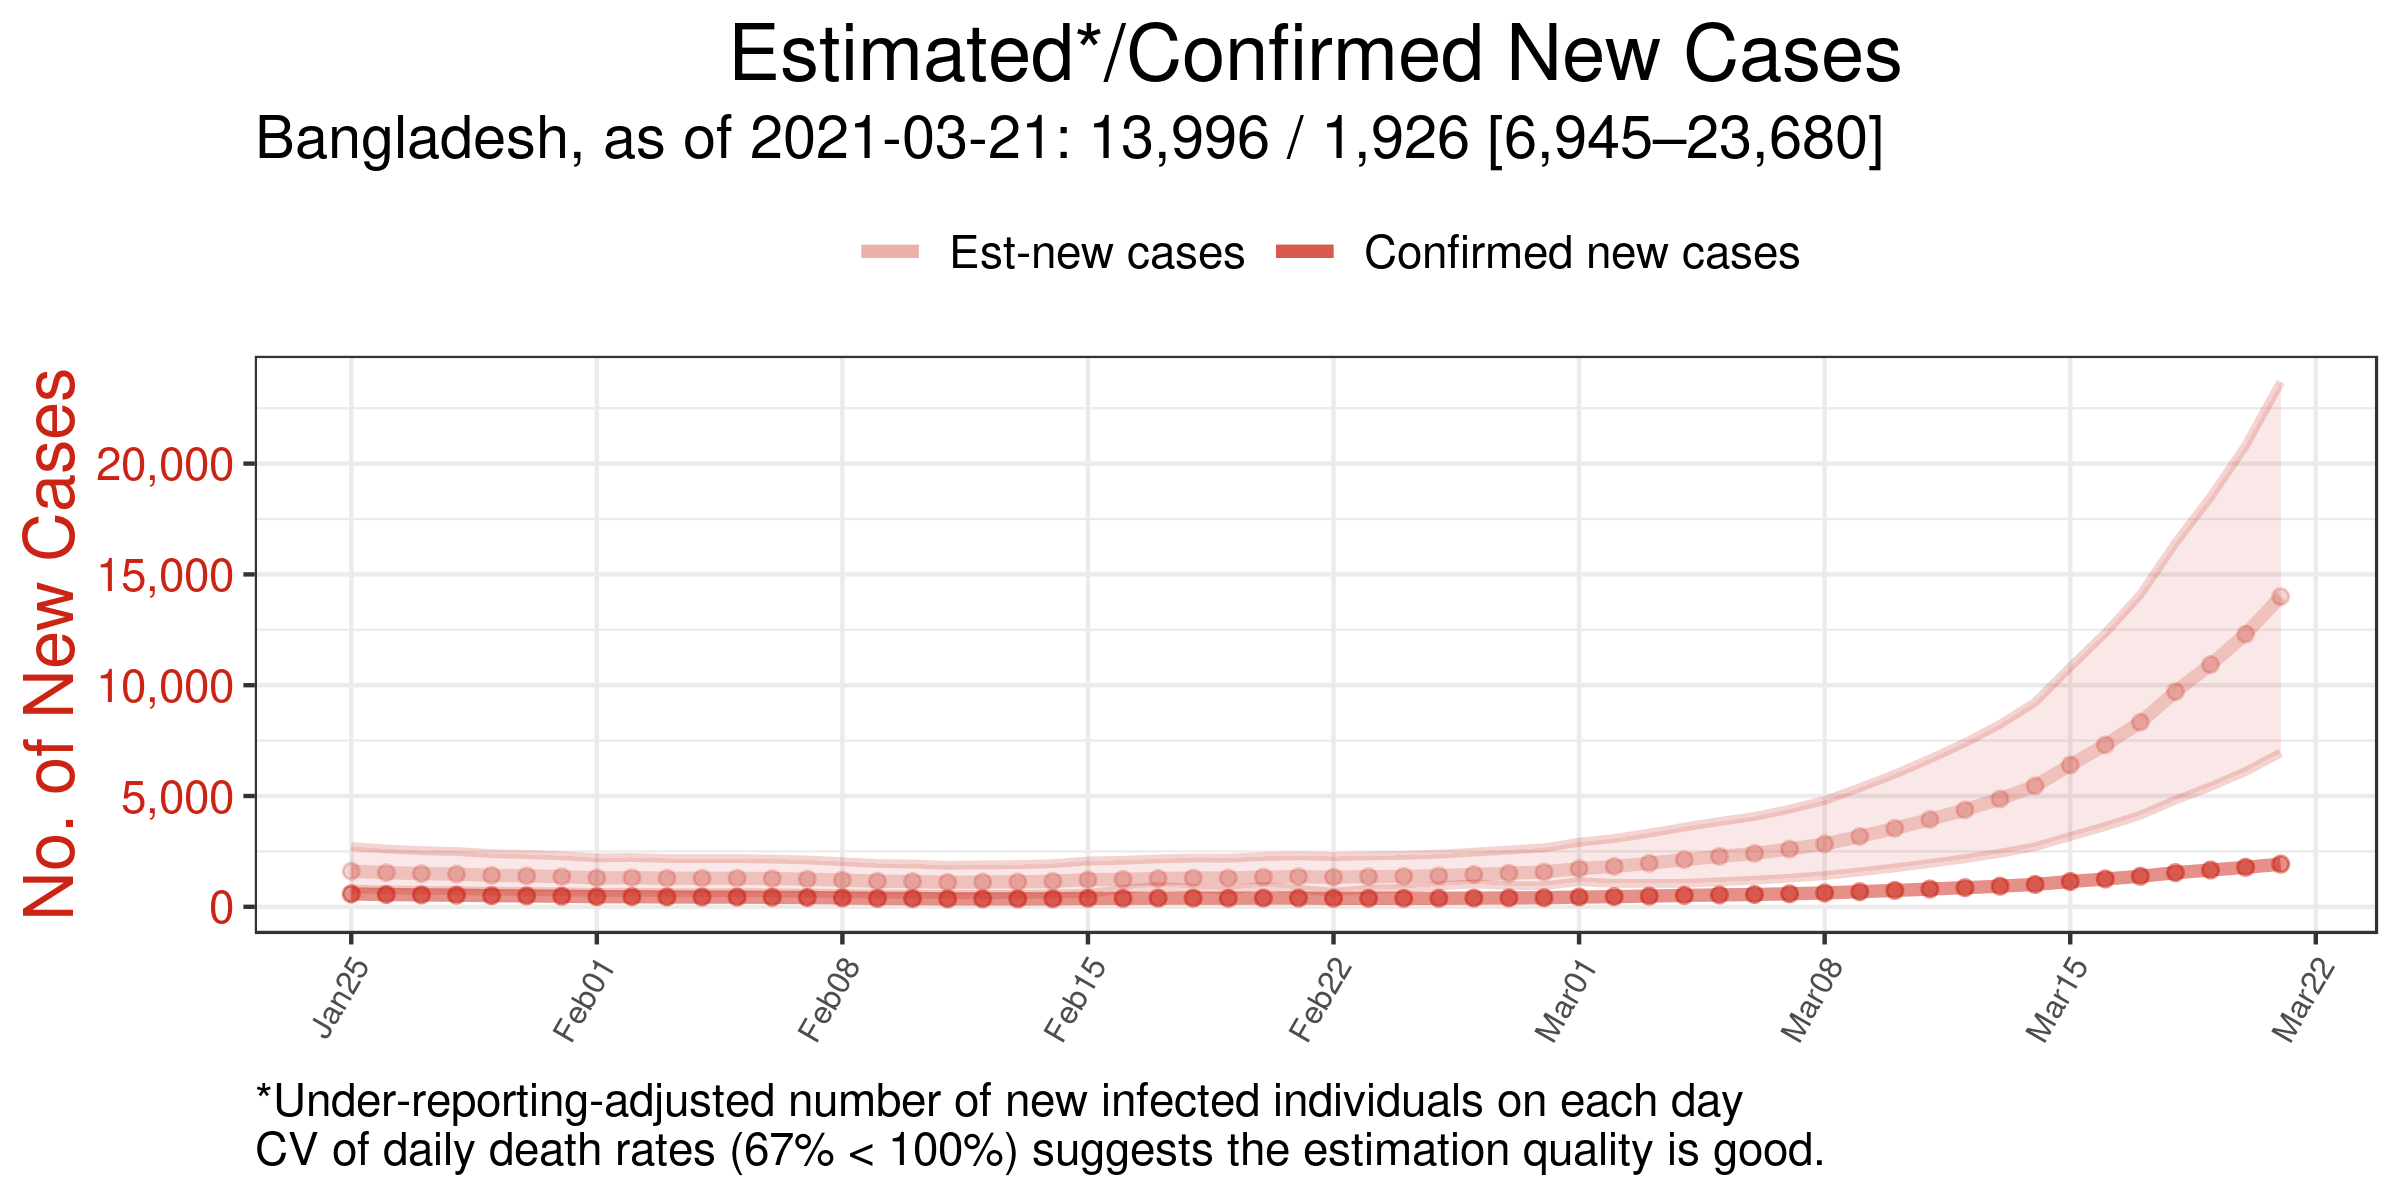 Estimated*/Confirmed New Cases
Bangladesh, as of 2021-03-21: 13,996 / 1,926 [6,945–23,680]
Est-new cases
Confirmed new cases
No. of New Cases
20,000
15,000
10,000
5,000
0
Jan25
Feb01
Feb08
Feb15
Feb22
Mar01
Mar08
Mar15
Mar22
*Under-reporting-adjusted number of new infected individuals on each day
CV of daily death rates (67% < 100%) suggests the estimation quality is good.